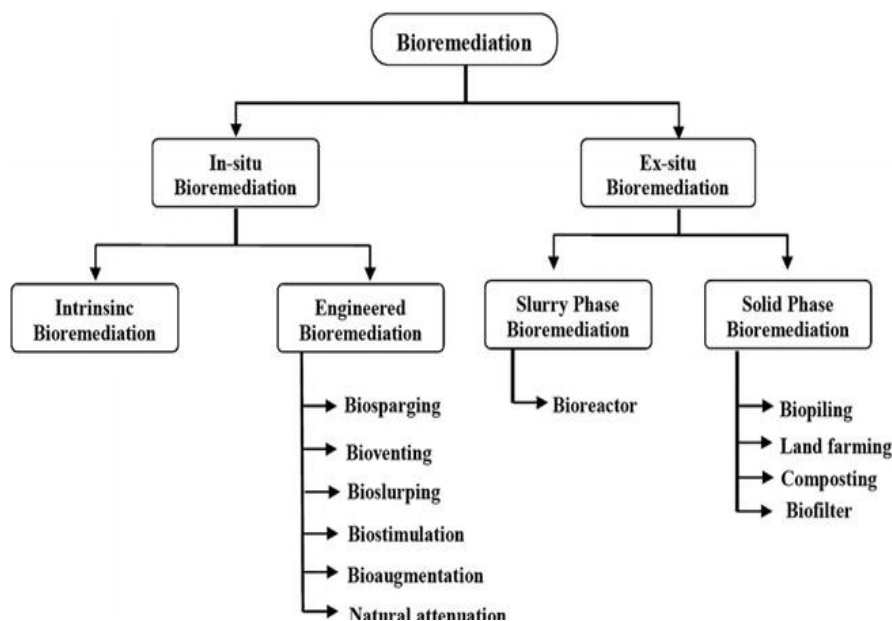 Bioremediation
In-situ
Bioremediation
Ex-situ
Bioremediation
Intrinsinc
Bioremediation
Engineered
Bioremediation
Slurry Phase
Bioremediation
Solid Phase
Bioremediation
Biosparging
Bioventing
Bioslurping
Biostimulation
Bioaugmentation
Natural attenuation
Bioreactor
Biopiling
Land farming
Composting
Biofilter